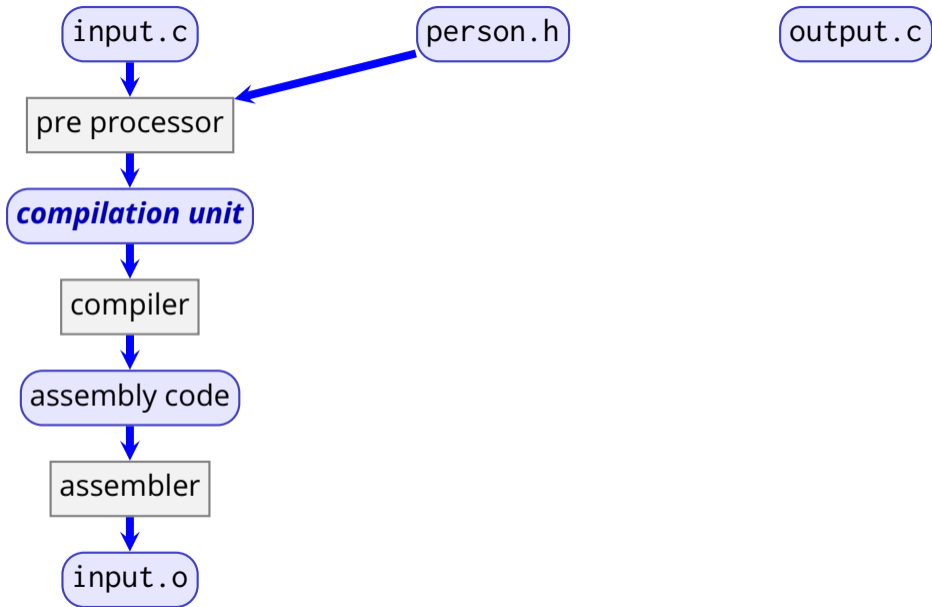 input.c
person.h
output.c
pre processor
compilation unit
compiler
assembly code
assembler
input.o